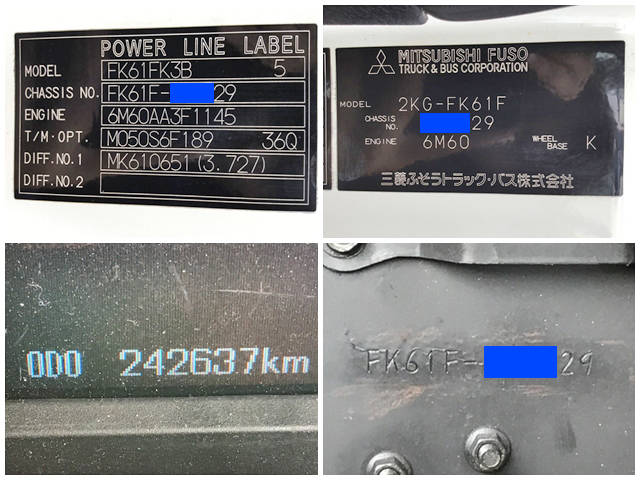 POWER LINE LABEL
MODEL FK61FK3B 5
CHASSIS NO. FK61F- 29
ENGINE 6M60AA3F1145
T/M·OPT. M050S6F189 36Q
DIFF.NO.1 MK610651(3.727)
DIFF.NO.2
MITSUBISHI FUSO
TRUCK & BUS CORPORATION
MODEL 2KG-FK61F
CHASSIS NO. 29
ENGINE 6M60 WHEEL BASE K
三菱ふそうトラック・バス株式会社
ODO 242637km
FK61F- 29